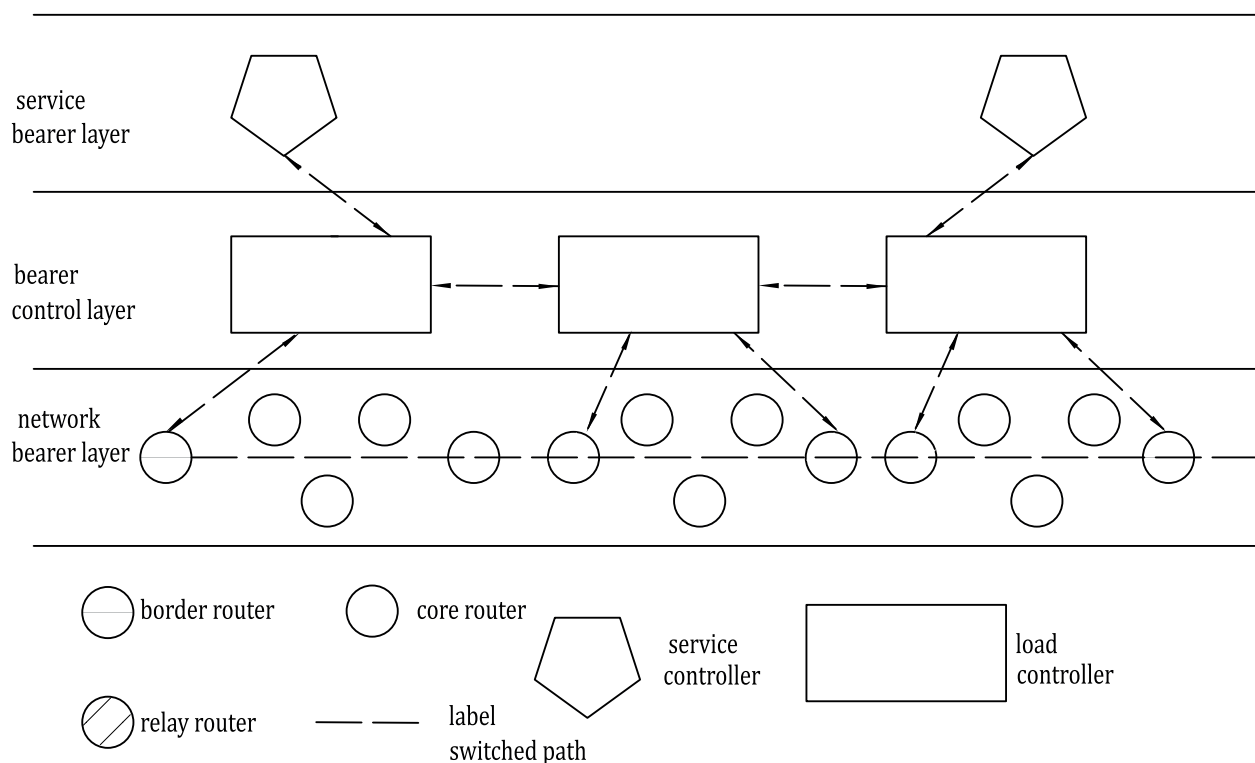 service
bearer layer
bearer
control layer
network
bearer layer
border router
core router
service
controller
load
controller
relay router
label
switched path